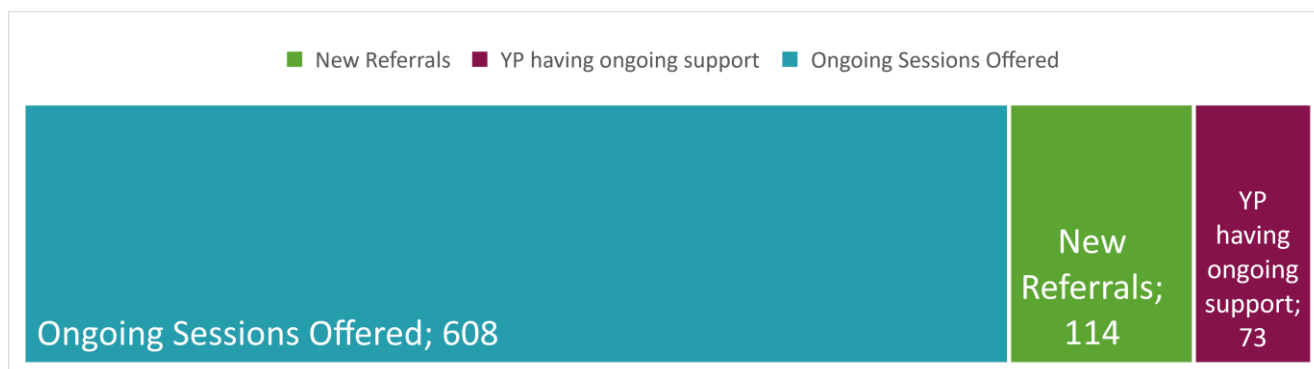 New Referrals YP having ongoing support Ongoing Sessions Offered
Ongoing Sessions Offered; 608
New
Referrals;
114
YP
having
ongoing
support;
73